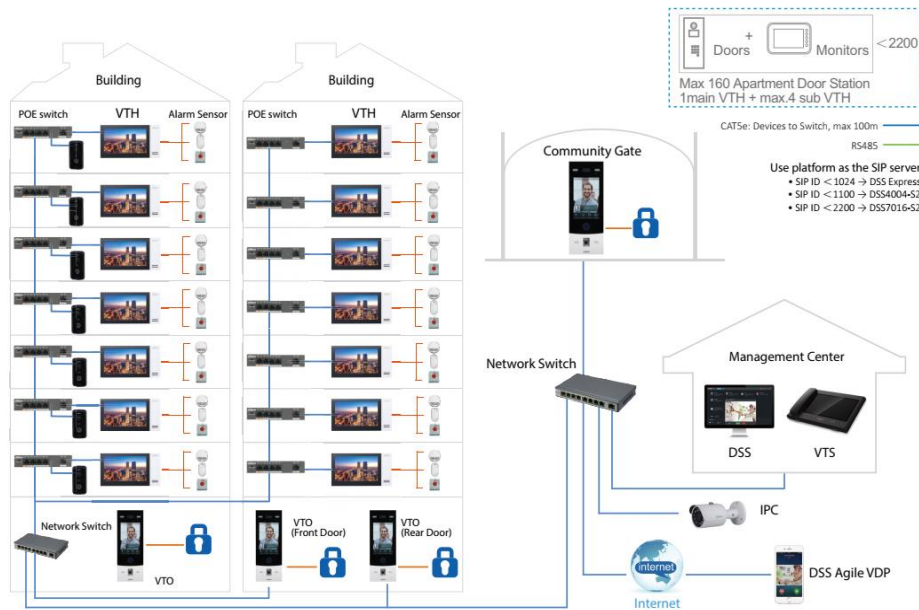 Doors
+
Monitors
<2200
Max 160 Apartment Door Station
1main VTH + max.4 sub VTH
CAT5e: Devices to Switch, max 100m
RS485
Use platform as the SIP server
• SIP ID <1024 → DSS Express
• SIP ID <1100 → DSS4004-S2
• SIP ID <2200 → DSS7016-S2
Building
POE switch
VTH
Alarm Sensor
Building
POE switch
VTH
Alarm Sensor
Community Gate
Network Switch
Management Center
DSS
VTS
IPC
Network Switch
VTO
VTO
(Front Door)
VTO
(Rear Door)
internet
Internet
DSS Agile VDP